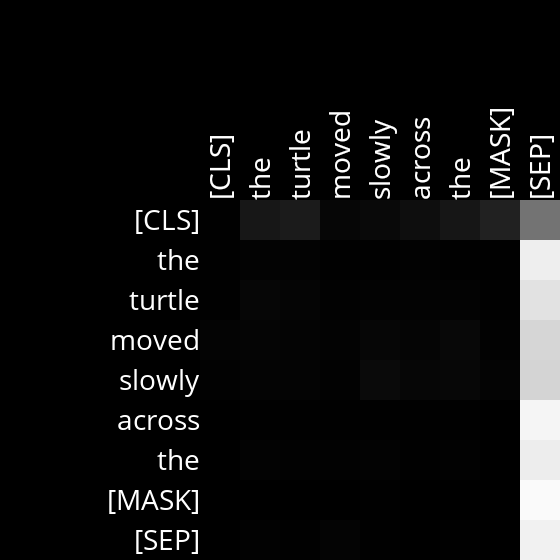 [CLS] the turtle moved slowly across the [MASK] [SEP]
[CLS]
the
turtle
moved
slowly
across
the
[MASK]
[SEP]